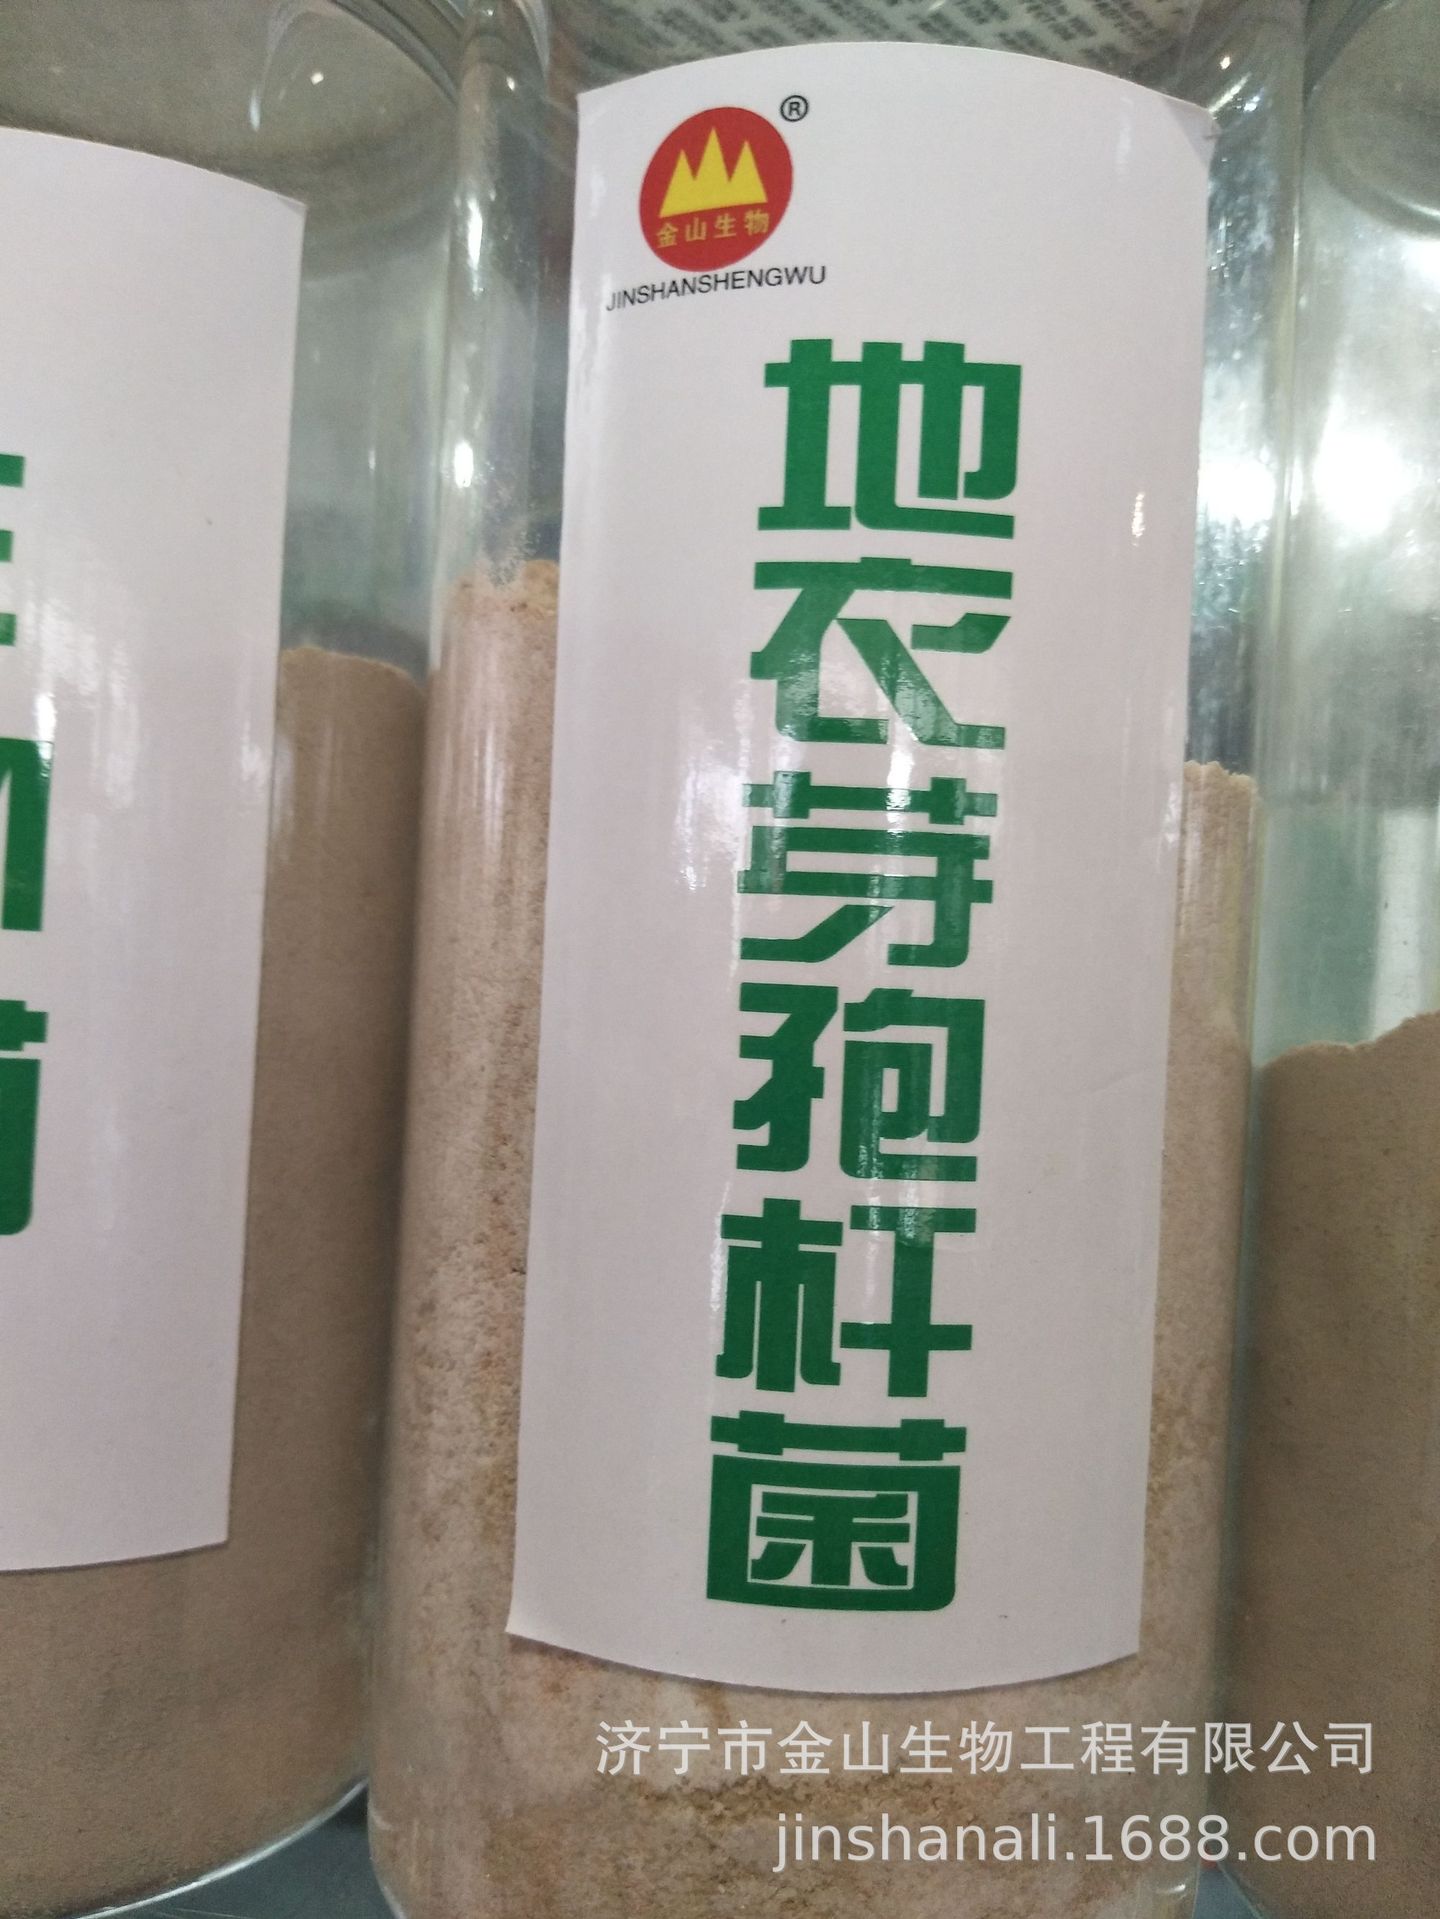 ®
金山生物
JINSHANSHENGWU
地衣芽孢杆菌
M
济宁市金山生物工程有限公司
jinshanali.1688.com